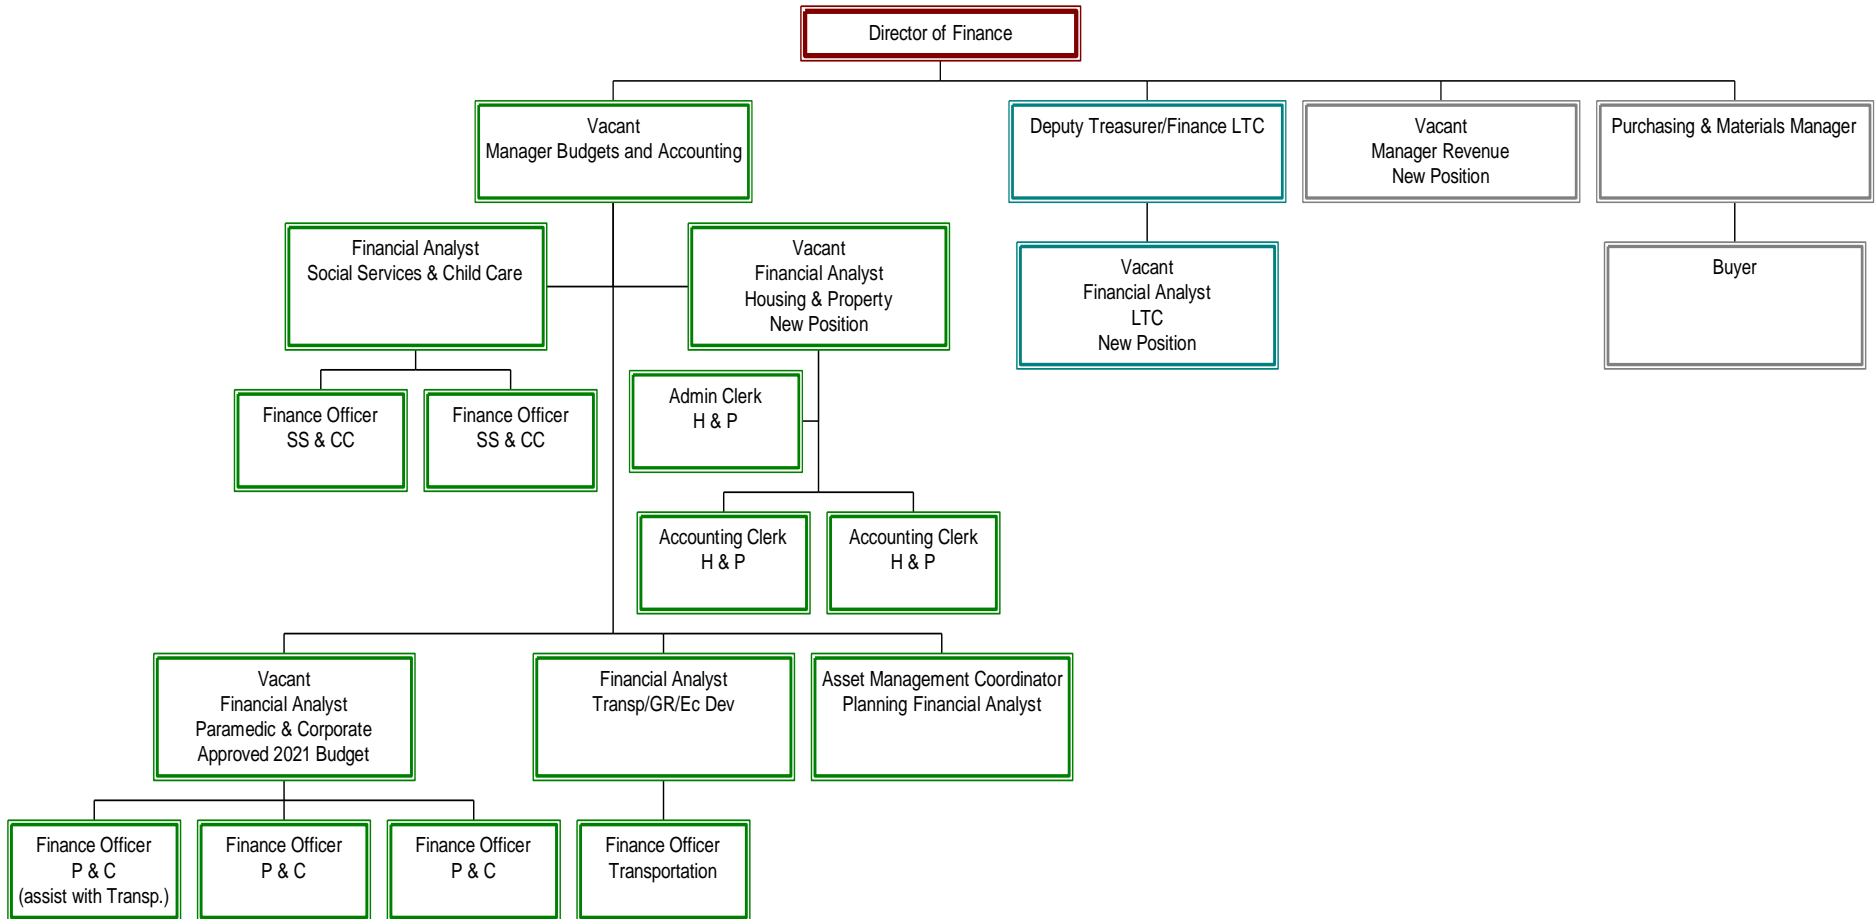 Director of Finance
Vacant
Manager Budgets and Accounting
Deputy Treasurer/Finance LTC
Vacant
Manager Revenue
New Position
Purchasing & Materials Manager
Financial Analyst
Social Services & Child Care
Vacant
Financial Analyst
Housing & Property
New Position
Vacant
Financial Analyst
LTC
New Position
Buyer
Finance Officer
SS & CC
Finance Officer
SS & CC
Admin Clerk
H & P
Accounting Clerk
H & P
Accounting Clerk
H & P
Vacant
Financial Analyst
Paramedic & Corporate
Approved 2021 Budget
Financial Analyst
Transp/GR/Ec Dev
Asset Management Coordinator
Planning Financial Analyst
Finance Officer
P & C
(assist with Transp.)
Finance Officer
P & C
Finance Officer
P & C
Finance Officer
Transportation